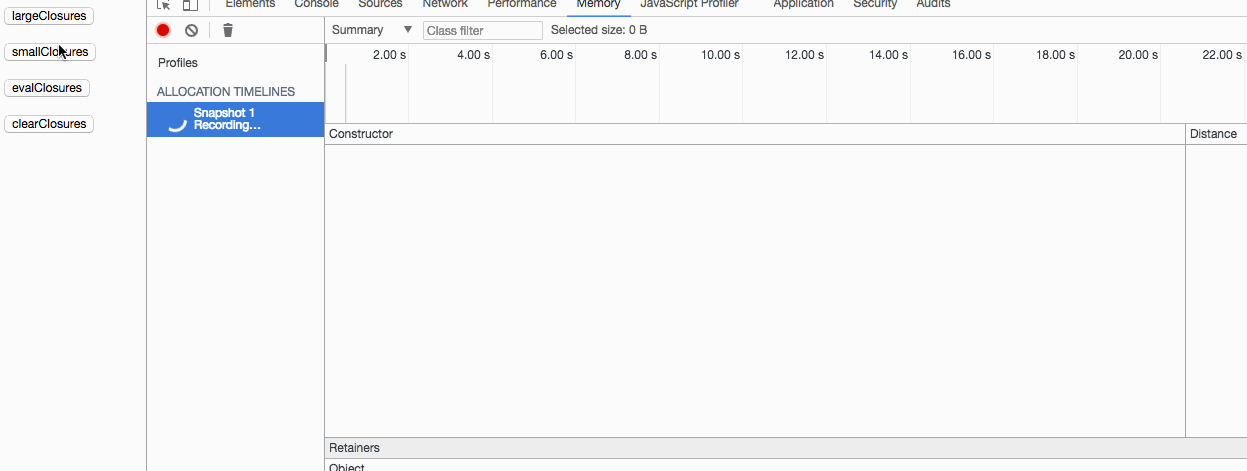 largeClosures
smallClosures
evalClosures
clearClosures
Elements Console Sources Network Performance Memory JavaScript Profiler Application Security Audits
Summary ▼ Class filter Selected size: 0 B
Profiles
ALLOCATION TIMELINES
Snapshot 1
Recording...
2.00 s 4.00 s 6.00 s 8.00 s 10.00 s 12.00 s 14.00 s 16.00 s 18.00 s 20.00 s 22.00 s
Constructor Distance
Retainers
Object